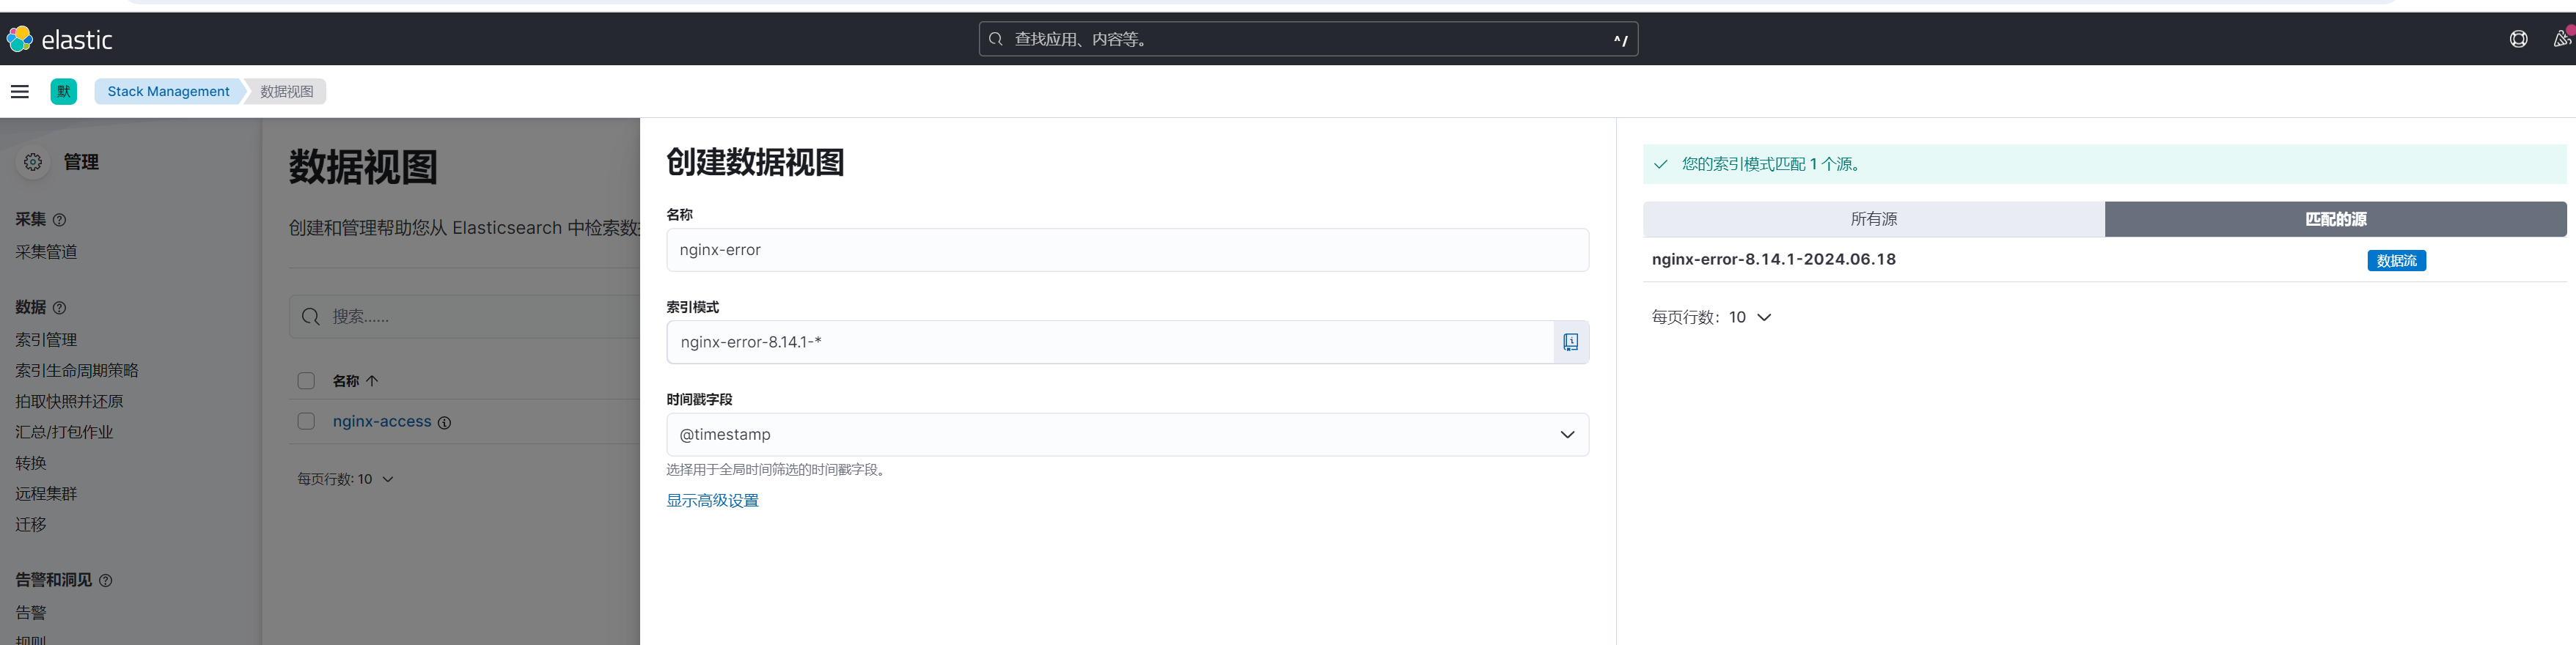 elastic
查找应用、内容等。
^/
默
Stack Management
数据视图
管理
采集
采集管道
数据
索引管理
索引生命周期策略
拍取快照并还原
汇总/打包作业
转换
远程集群
迁移
告警和洞见
告警
规则
数据视图
创建和管理帮助您从 Elasticsearch 中检索数
搜索......
名称
nginx-access
每页行数: 10
创建数据视图
名称
nginx-error
索引模式
nginx-error-8.14.1-*
时间戳字段
@timestamp
选择用于全局时间筛选的时间戳字段。
显示高级设置
您的索引模式匹配 1 个源。
所有源
匹配的源
nginx-error-8.14.1-2024.06.18
数据流
每页行数: 10